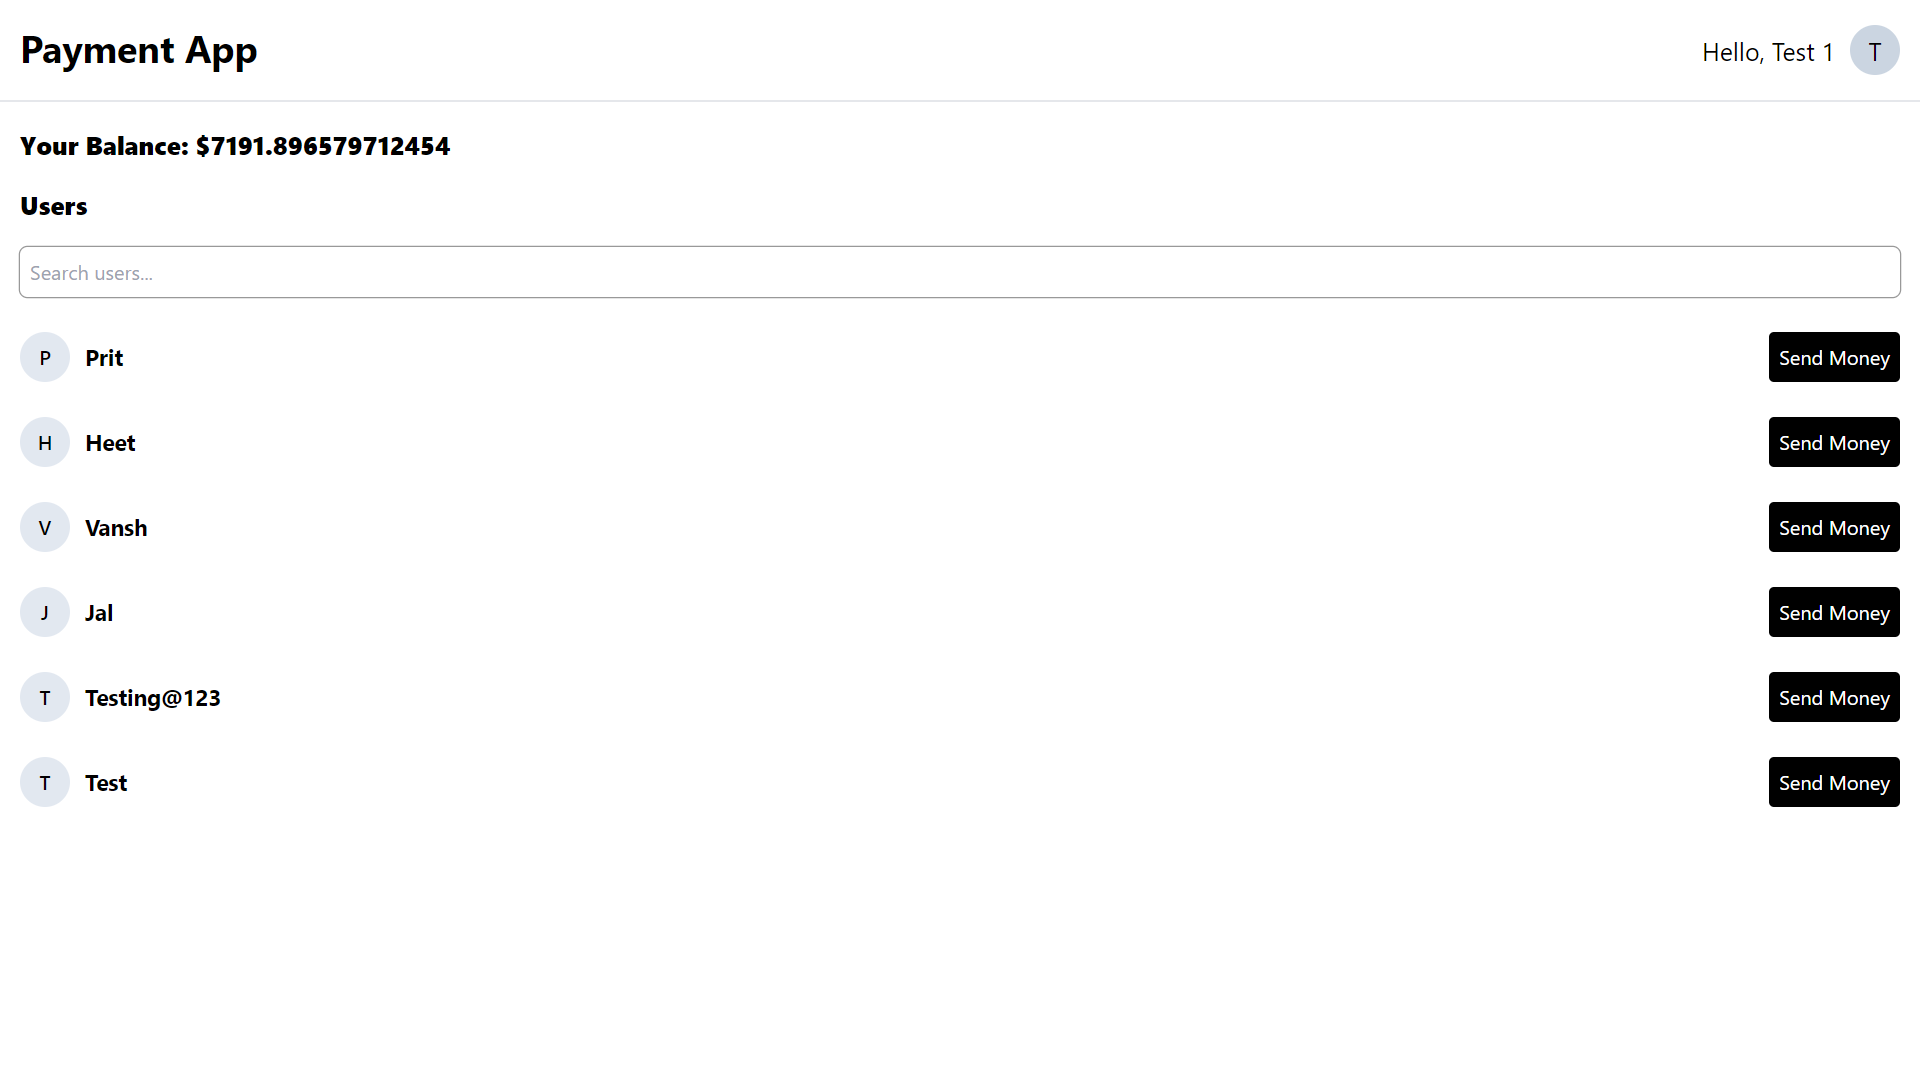 Payment App
Hello, Test 1
T
Your Balance: $7191.896579712454
Users
Search users...
P Prit Send Money
H Heet Send Money
V Vansh Send Money
J Jal Send Money
T Testing@123 Send Money
T Test Send Money